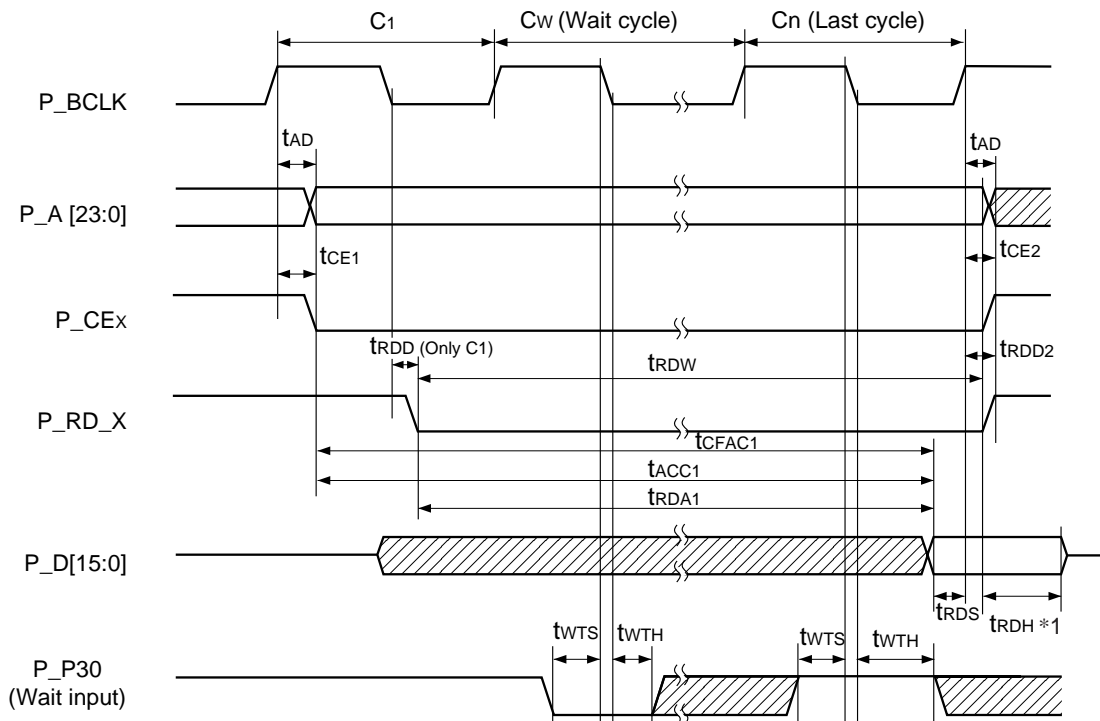 C1 Cw (Wait cycle) Cn (Last cycle)
P_BCLK
tAD tAD
P_A [23:0]
tCE1 tCE2
P_CEx
tRDD (Only C1) tRDW tRDD2
P_RD_X
tCFAC1
tACC1
tRDA1
P_D[15:0]
tRDS tRDH *1
tWTS tWTH tWTS tWTH
P_P30
(Wait input)